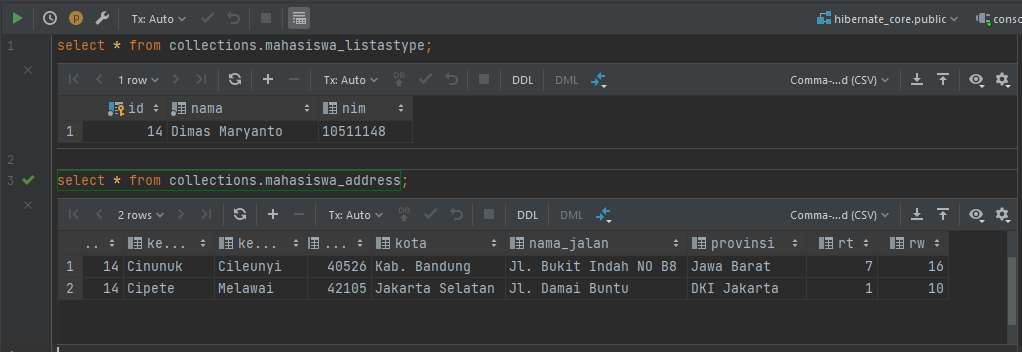 Tx: Auto hibernate_core.public conso
1 select * from collections.mahasiswa_listastype;
1 row Tx: Auto DB DDL DML Comma-...d (CSV)
id nama nim
1 14 Dimas Maryanto 10511148
2
3 select * from collections.mahasiswa_address;
2 rows Tx: Auto DB DDL DML Comma-...d (CSV)
.. ke... ke... ... kota nama_jalan provinsi rt rw
1 14 Cinunuk Cileunyi 40526 Kab. Bandung Jl. Bukit Indah NO B8 Jawa Barat 7 16
2 14 Cipete Melawai 42105 Jakarta Selatan Jl. Damai Buntu DKI Jakarta 1 10